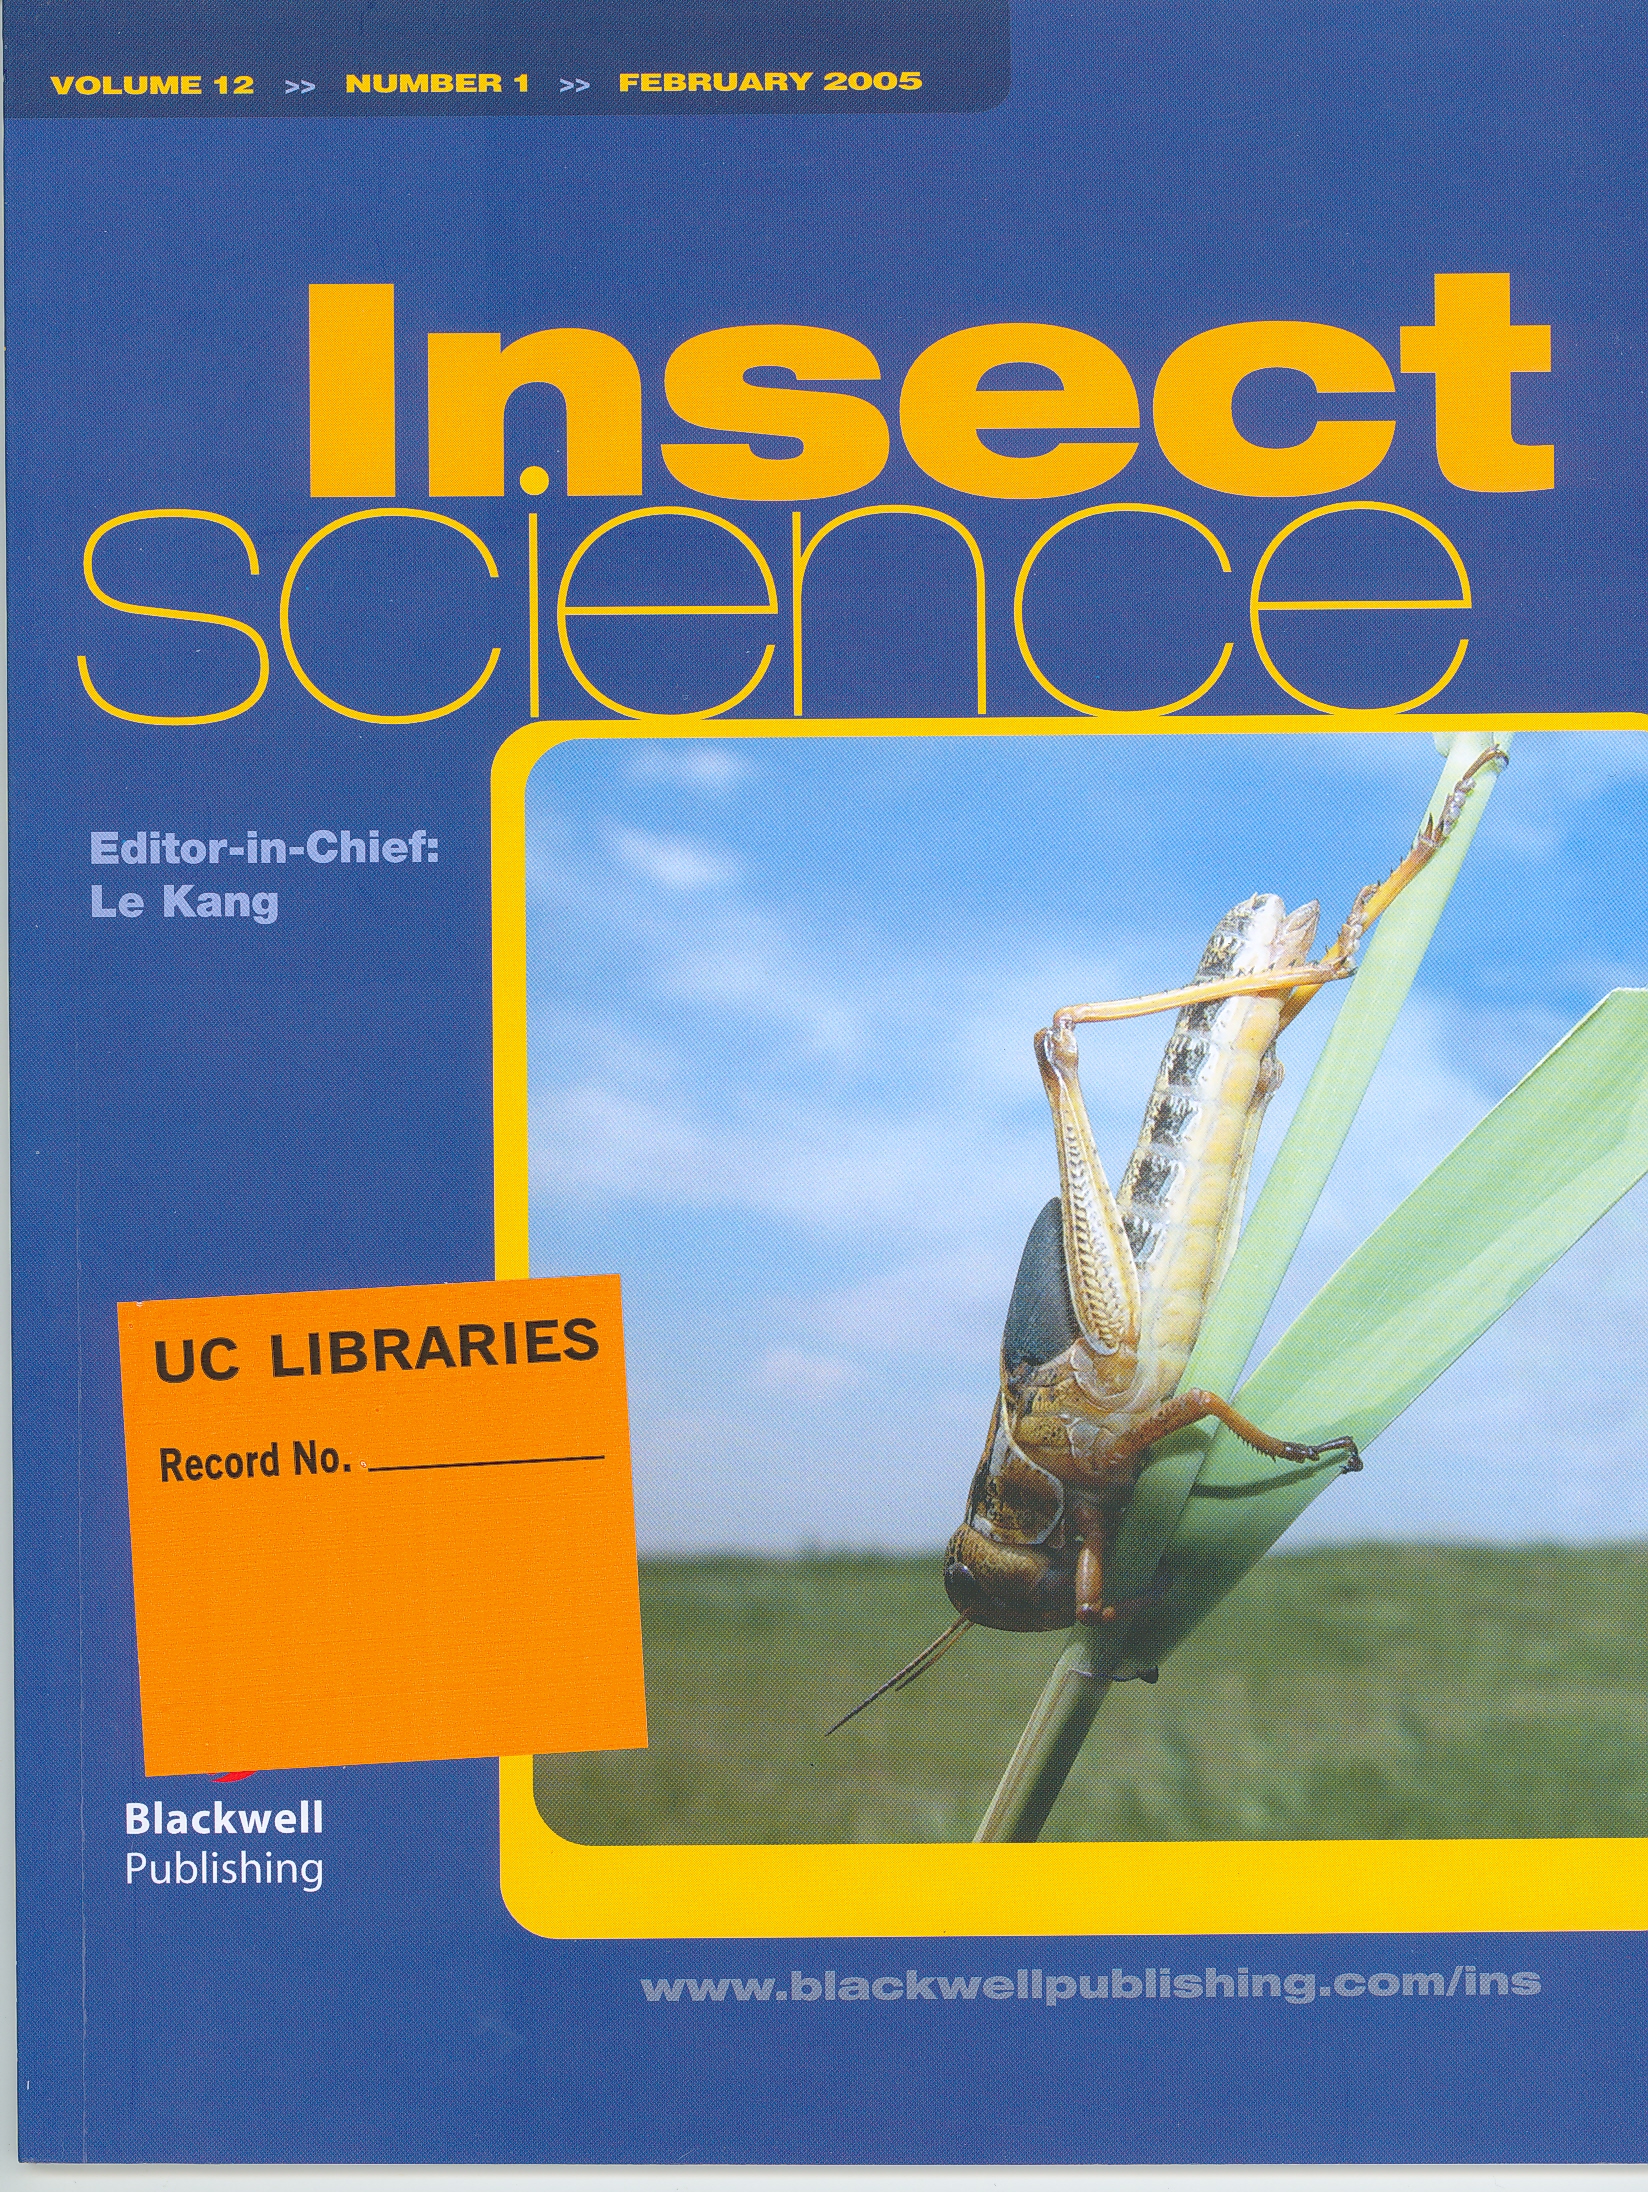 VOLUME 12 >> NUMBER 1 >> FEBRUARY 2005
Insect
science
Editor-in-Chief:
Le Kang
UC LIBRARIES
Record No.
Blackwell
Publishing
www.blackwellpublishing.com/ins